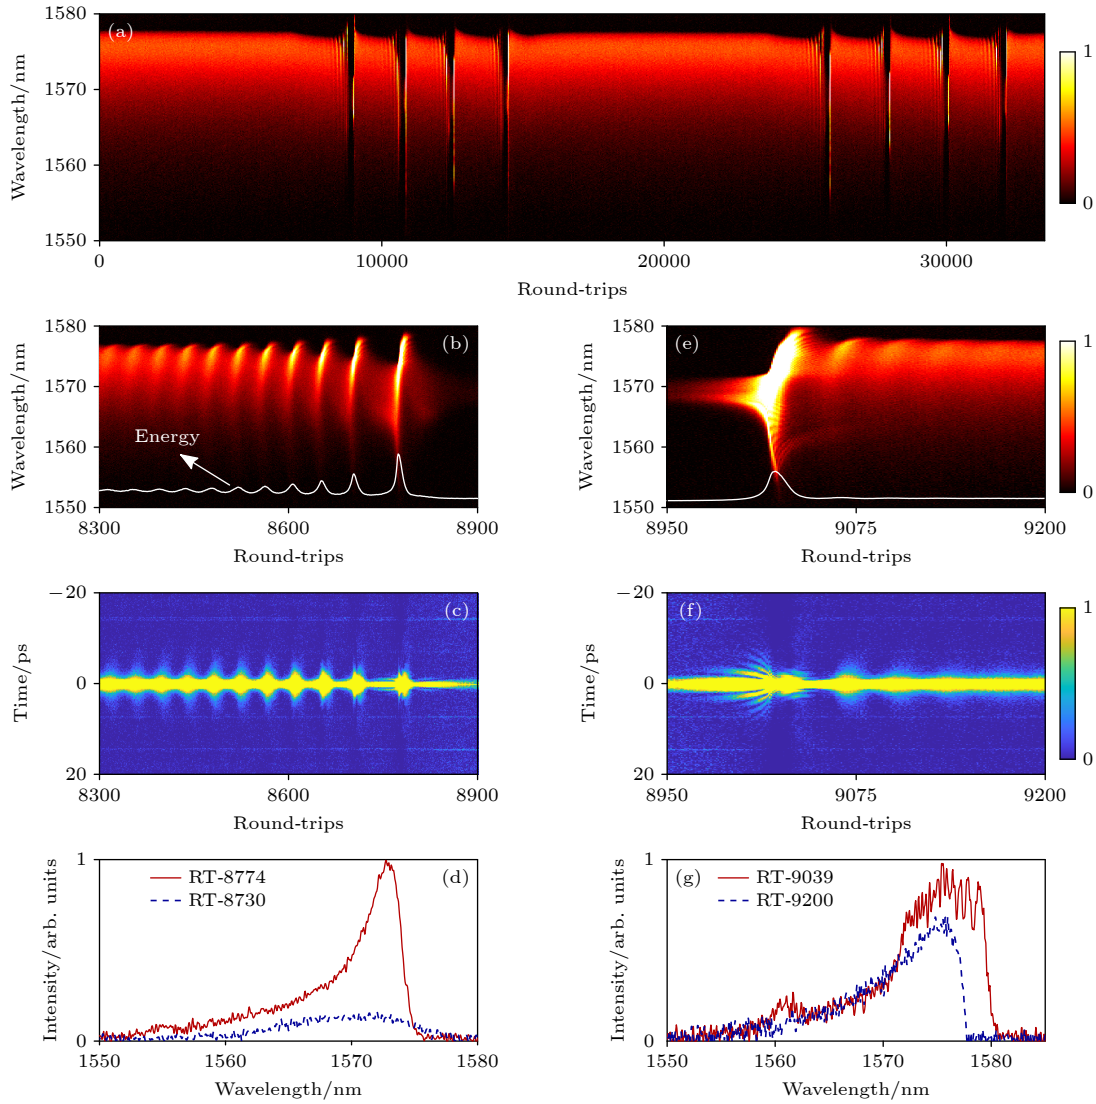 (a)
Wavelength/nm
1580
1570
1560
1550
0 10000 20000 30000
Round-trips
1
0
(b)
Wavelength/nm
1580
1570
1560
1550
Energy
8300 8600 8900
Round-trips
(e)
Wavelength/nm
1580
1570
1560
1550
8950 9075 9200
Round-trips
1
0
(c)
Time/ps
−20
0
20
8300 8600 8900
Round-trips
(f)
Time/ps
−20
0
20
8950 9075 9200
Round-trips
1
0
(d)
Intensity/arb. units
1
0
RT-8774
RT-8730
1550 1560 1570 1580
Wavelength/nm
(g)
Intensity/arb. units
1
0
RT-9039
RT-9200
1550 1560 1570 1580
Wavelength/nm